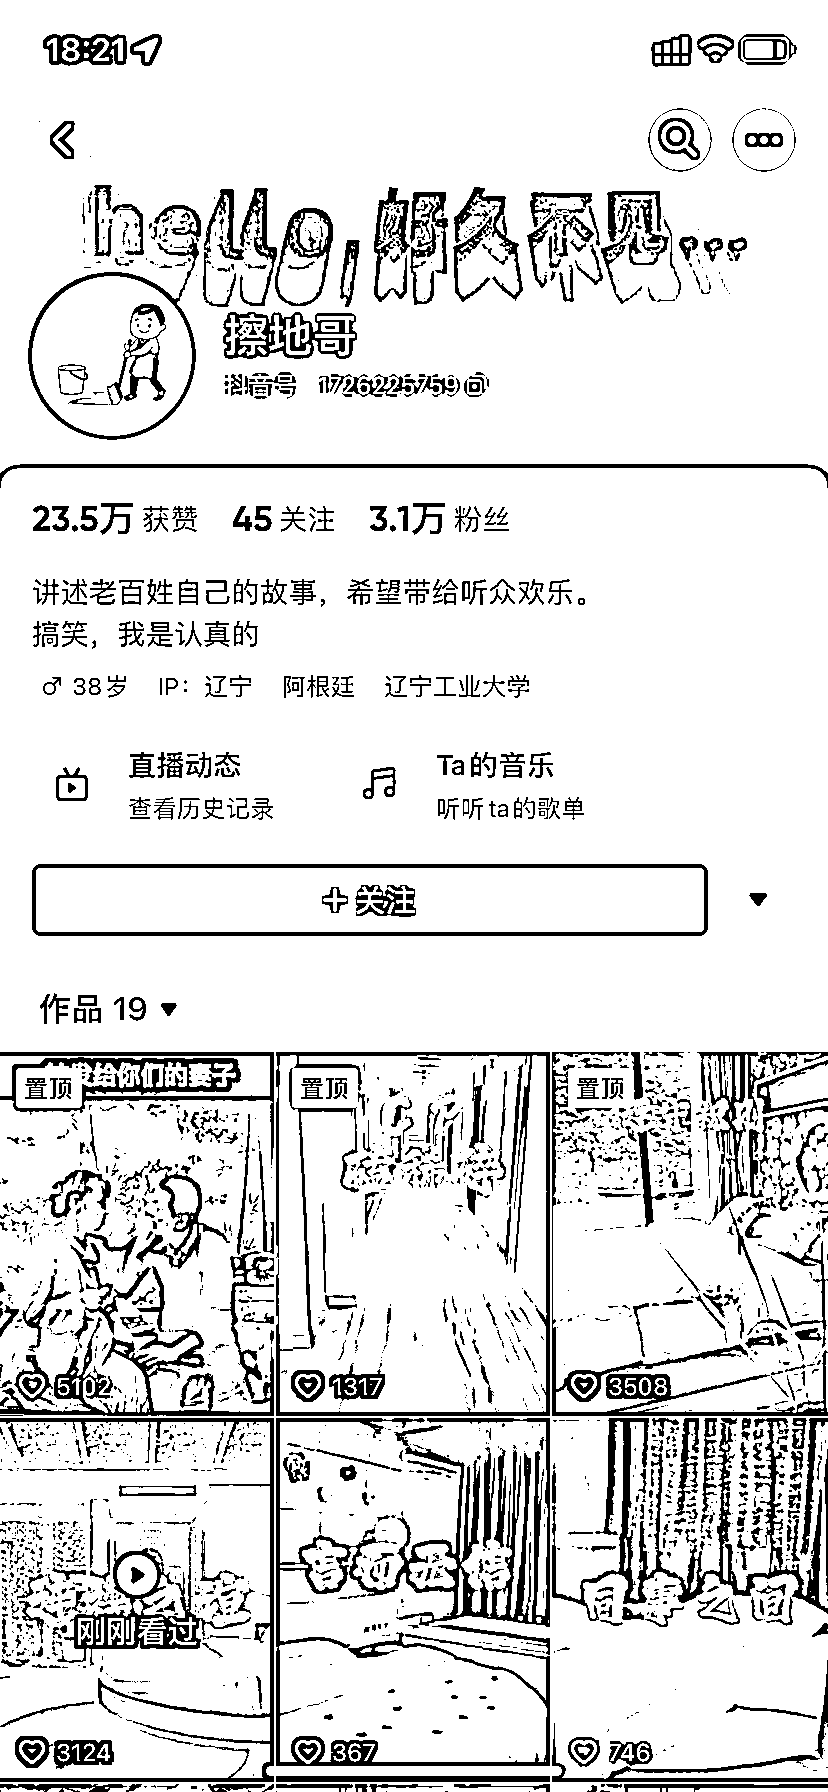 18:21
hello,好久不见...
擦地哥
抖音号 1726225759
23.5万 获赞 45 关注 3.1万 粉丝
讲述老百姓自己的故事，希望带给听众欢乐。
搞笑，我是认真的
♂ 38岁 IP：辽宁 阿根廷 辽宁工业大学
直播动态
查看历史记录
Ta的音乐
听听ta的歌单
+ 关注
作品 19
发给你们的妻子
置顶
置顶
置顶
5102
1317
3508
刚刚看过
同事之间
3124
367
746